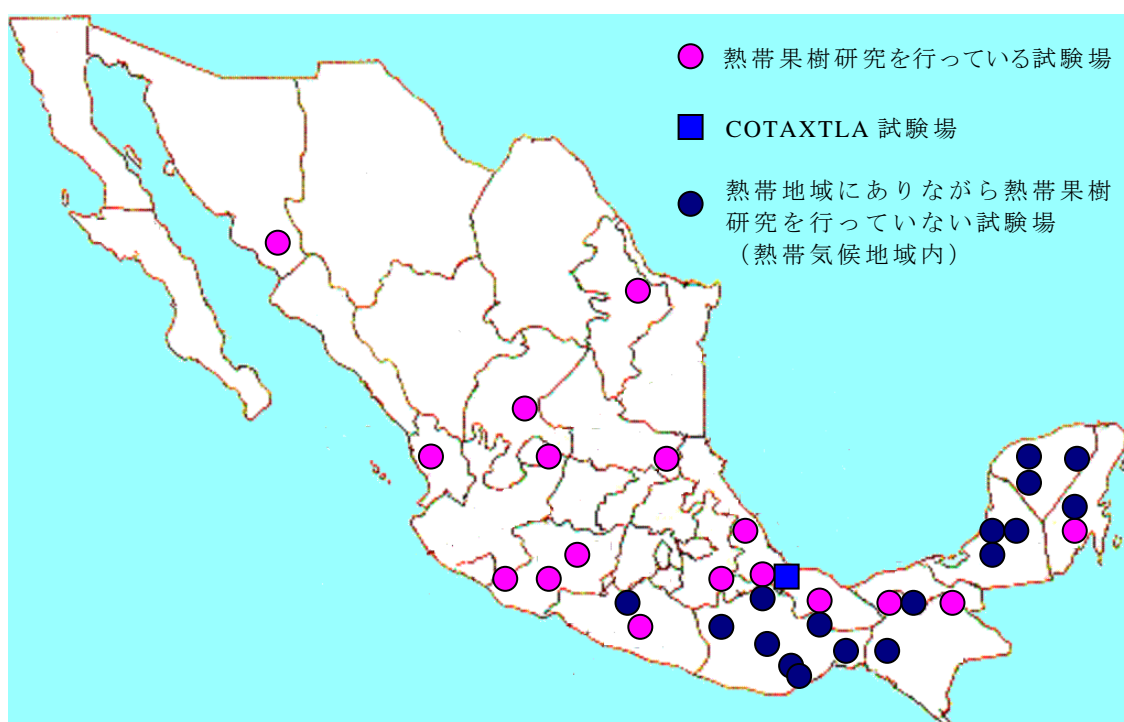 熱帯果樹研究を行っている試験場
COTAXTLA 試験場
熱帯地域にありながら熱帯果樹
研究を行っていない試験場
（熱帯気候地域内）